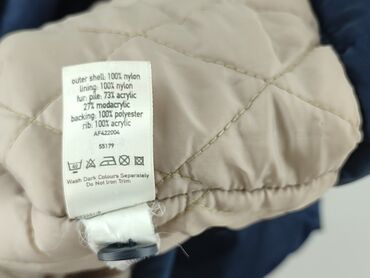 outer shell: 100% nylon
lining: 100% nylon
fur: pile: 73% acrylic
27% modacrylic
backing: 100% polyester
rib: 100% acrylic
AF422004
55179
40
Wash Dark Colours Separately
Do Not Iron Trim